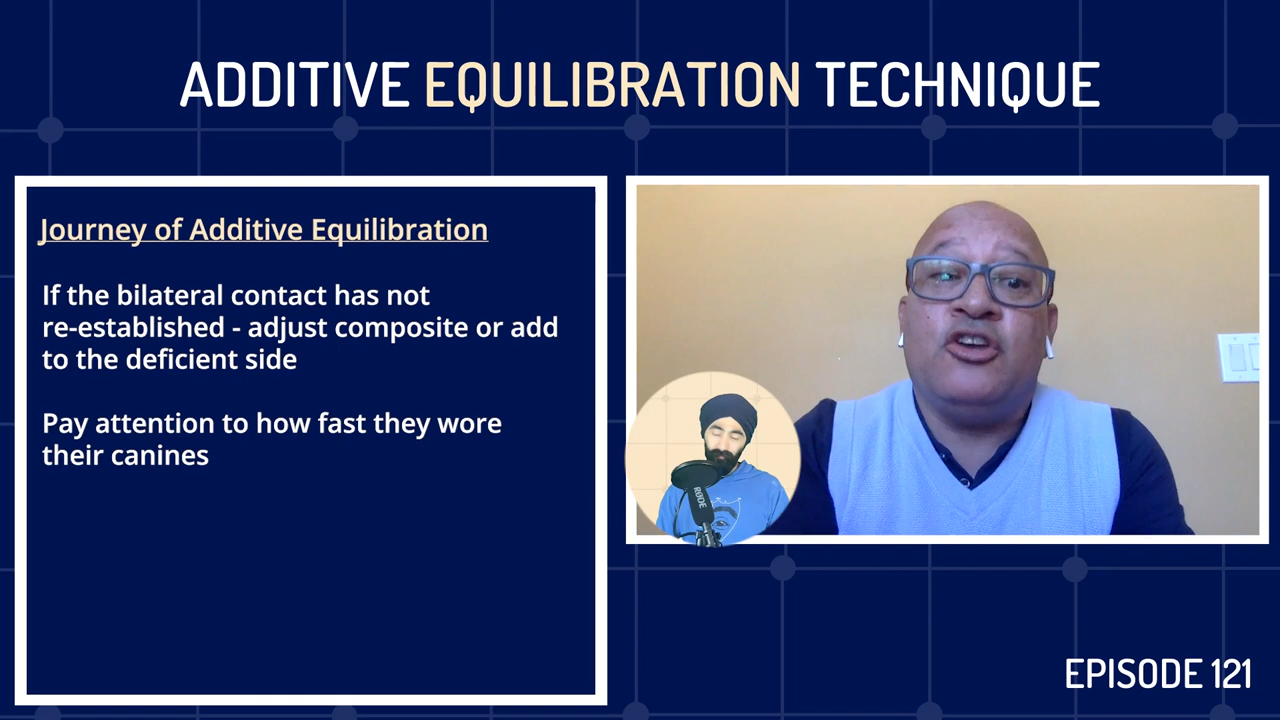 ADDITIVE EQUILIBRATION TECHNIQUE
Journey of Additive Equilibration
If the bilateral contact has not
re-established - adjust composite or add
to the deficient side
Pay attention to how fast they wore
their canines
RØDE
EPISODE 121